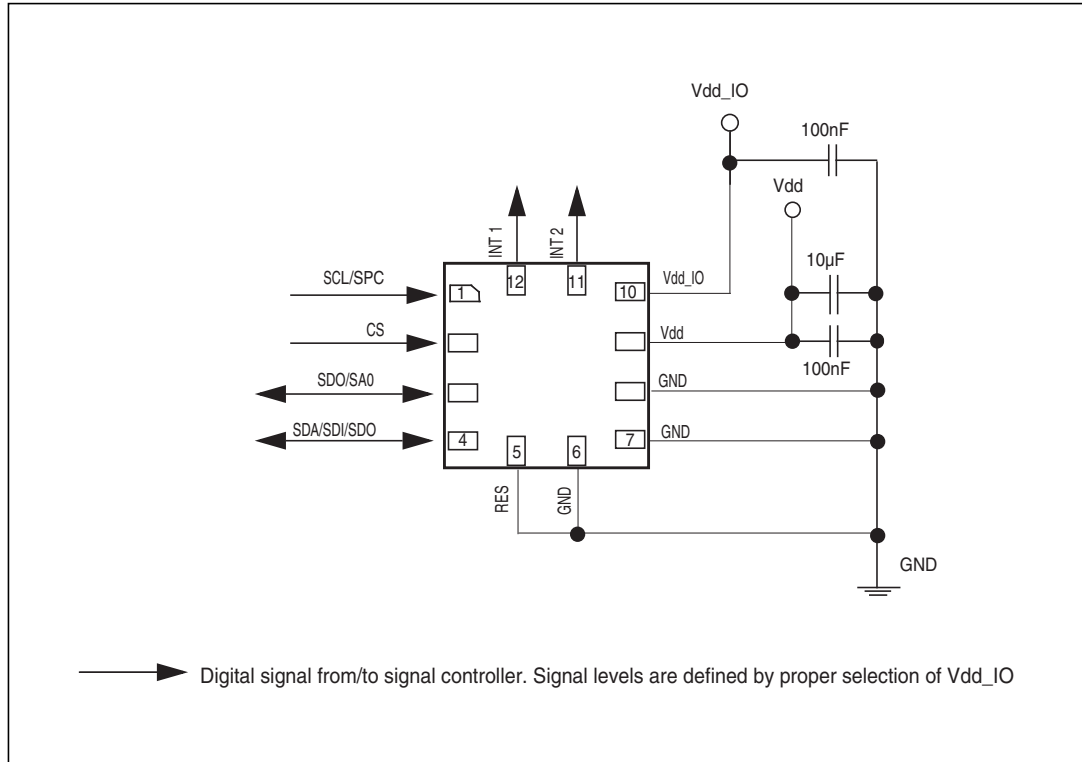 Vdd_IO
100nF
Vdd
INT 1
INT 2
10µF
SCL/SPC
1
12
11
10
Vdd_IO
CS
Vdd
100nF
SDO/SA0
GND
SDA/SDI/SDO
4
5
6
7
GND
RES
GND
GND
Digital signal from/to signal controller. Signal levels are defined by proper selection of Vdd_IO